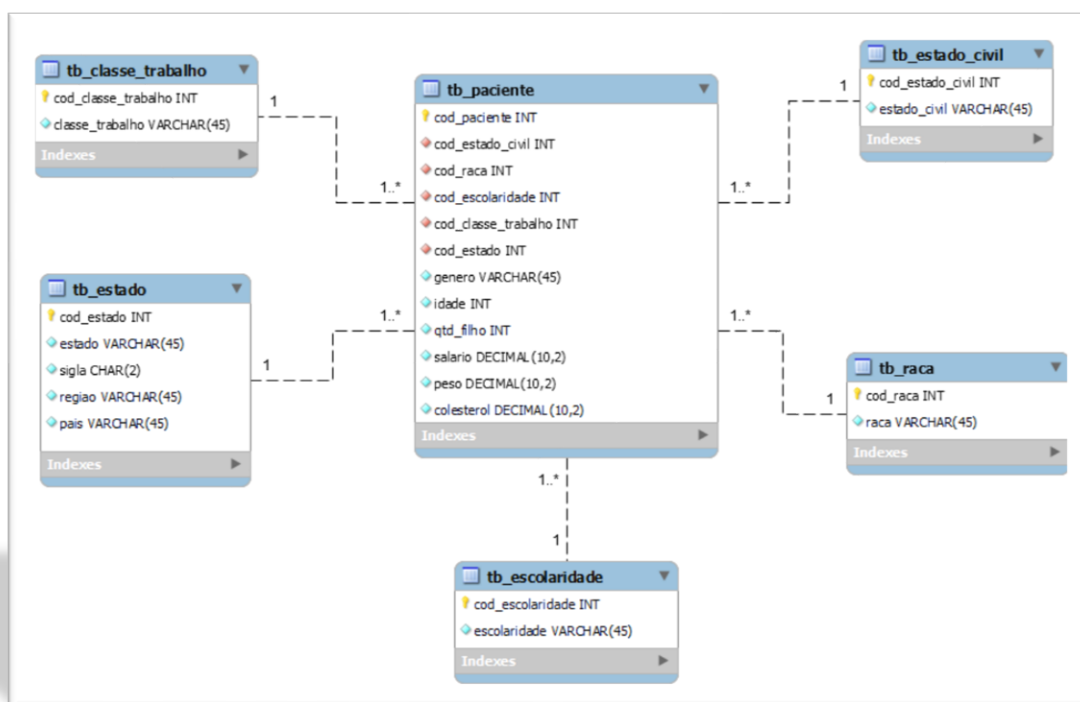 tb_classe_trabalho
cod_classe_trabalho INT
classe_trabalho VARCHAR(45)
Indexes
1
1..*
tb_paciente
cod_paciente INT
cod_estado_civil INT
cod_raca INT
cod_escolaridade INT
cod_classe_trabalho INT
cod_estado INT
genero VARCHAR(45)
idade INT
qtd_filho INT
salario DECIMAL(10,2)
peso DECIMAL(10,2)
colesterol DECIMAL(10,2)
Indexes
tb_estado_civil
cod_estado_civil INT
estado_civil VARCHAR(45)
Indexes
1
1..*
tb_estado
cod_estado INT
estado VARCHAR(45)
sigla CHAR(2)
regiao VARCHAR(45)
pais VARCHAR(45)
Indexes
1..*
1
1..*
1
tb_raca
cod_raca INT
raca VARCHAR(45)
Indexes
1..*
1
tb_escolaridade
cod_escolaridade INT
escolaridade VARCHAR(45)
Indexes